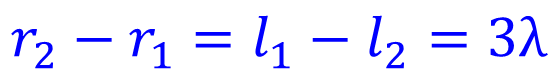 r₂ − r₁ = l₁ − l₂ = 3λ